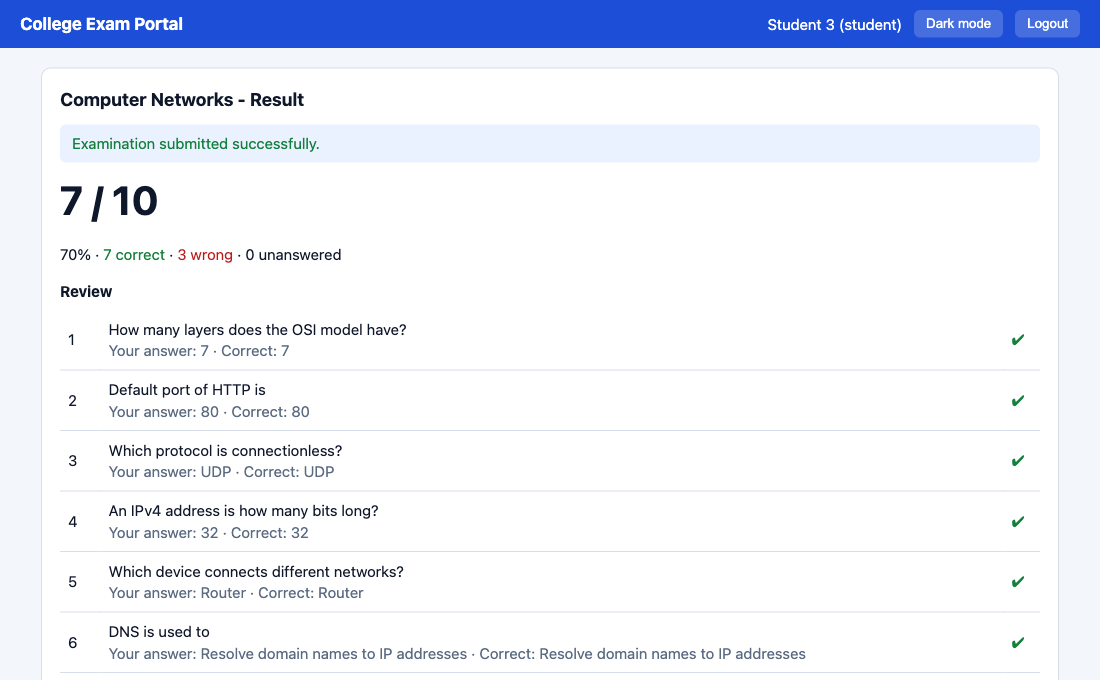 College Exam Portal
Student 3 (student)
Dark mode
Logout
Computer Networks - Result
Examination submitted successfully.
7 / 10
70% · 7 correct · 3 wrong · 0 unanswered
Review
1
How many layers does the OSI model have?
Your answer: 7 · Correct: 7
✔
2
Default port of HTTP is
Your answer: 80 · Correct: 80
✔
3
Which protocol is connectionless?
Your answer: UDP · Correct: UDP
✔
4
An IPv4 address is how many bits long?
Your answer: 32 · Correct: 32
✔
5
Which device connects different networks?
Your answer: Router · Correct: Router
✔
6
DNS is used to
Your answer: Resolve domain names to IP addresses · Correct: Resolve domain names to IP addresses
✔